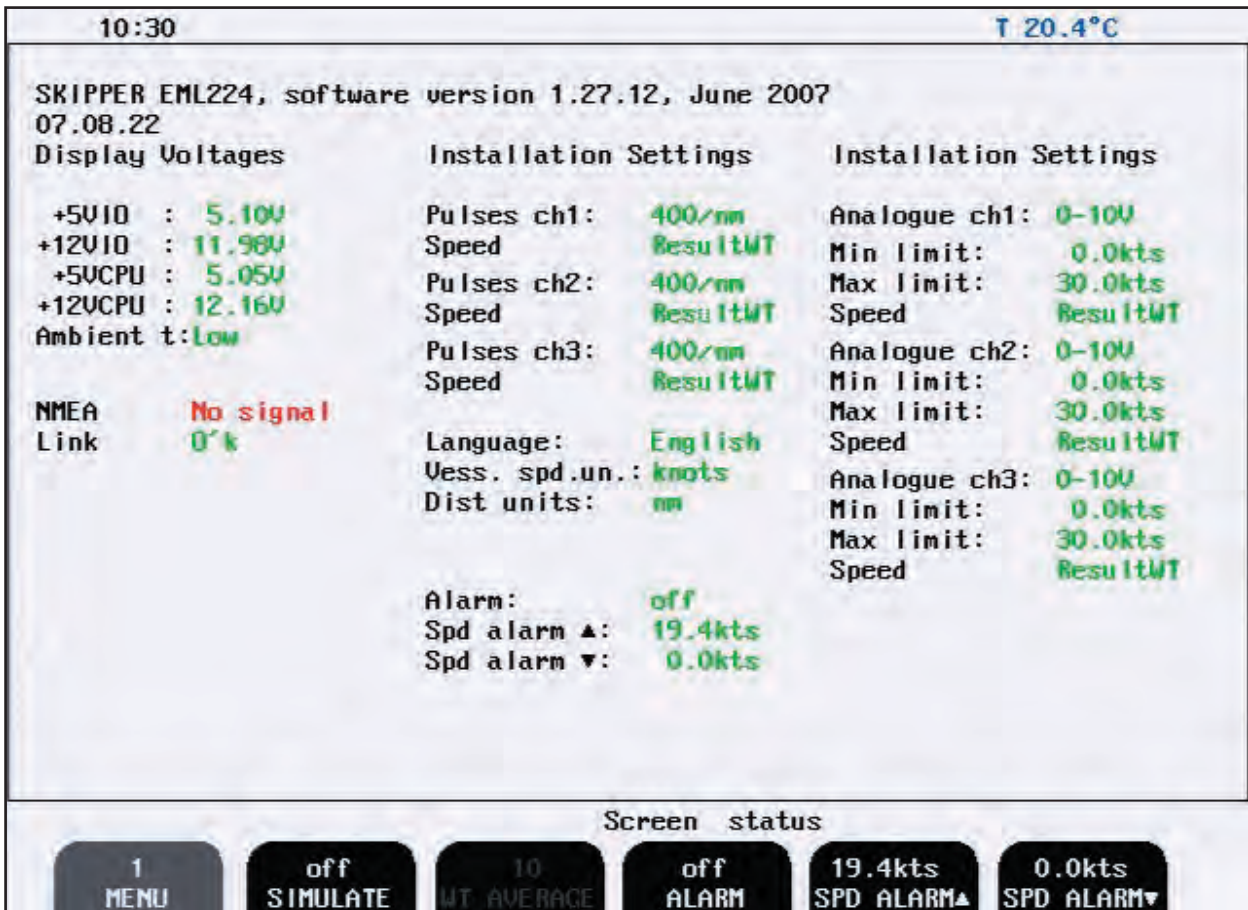 10:30
T 20.4°C
SKIPPER EML224, software version 1.27.12, June 2007
07.08.22
Display Voltages
+5VIO : 5.10V
+12VIO : 11.98V
+5VCPU : 5.05V
+12VCPU : 12.16V
Ambient t:Low
NMEA No signal
Link O´k
Installation Settings
Pulses ch1: 400/nm
Speed ResultWT
Pulses ch2: 400/nm
Speed ResultWT
Pulses ch3: 400/nm
Speed ResultWT
Language: English
Vess. spd.un.: knots
Dist units: nm
Alarm: off
Spd alarm ▲: 19.4kts
Spd alarm ▼: 0.0kts
Installation Settings
Analogue ch1: 0-10V
Min limit: 0.0kts
Max limit: 30.0kts
Speed ResultWT
Analogue ch2: 0-10V
Min limit: 0.0kts
Max limit: 30.0kts
Speed ResultWT
Analogue ch3: 0-10V
Min limit: 0.0kts
Max limit: 30.0kts
Speed ResultWT
Screen status
1
MENU
off
SIMULATE
10
WT AVERAGE
off
ALARM
19.4kts
SPD ALARM▲
0.0kts
SPD ALARM▼